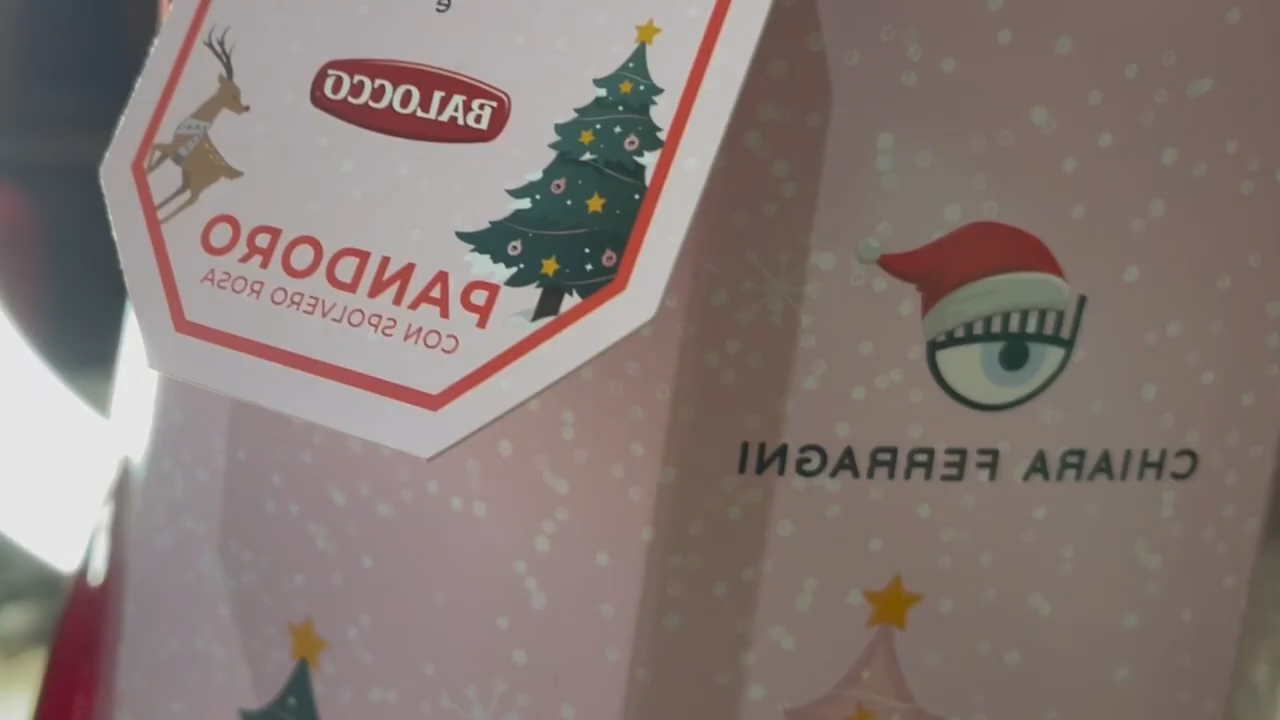 e
BALOCCO
PANDORO
CON SPOLVERO ROSA
CHIARA FERRAGNI